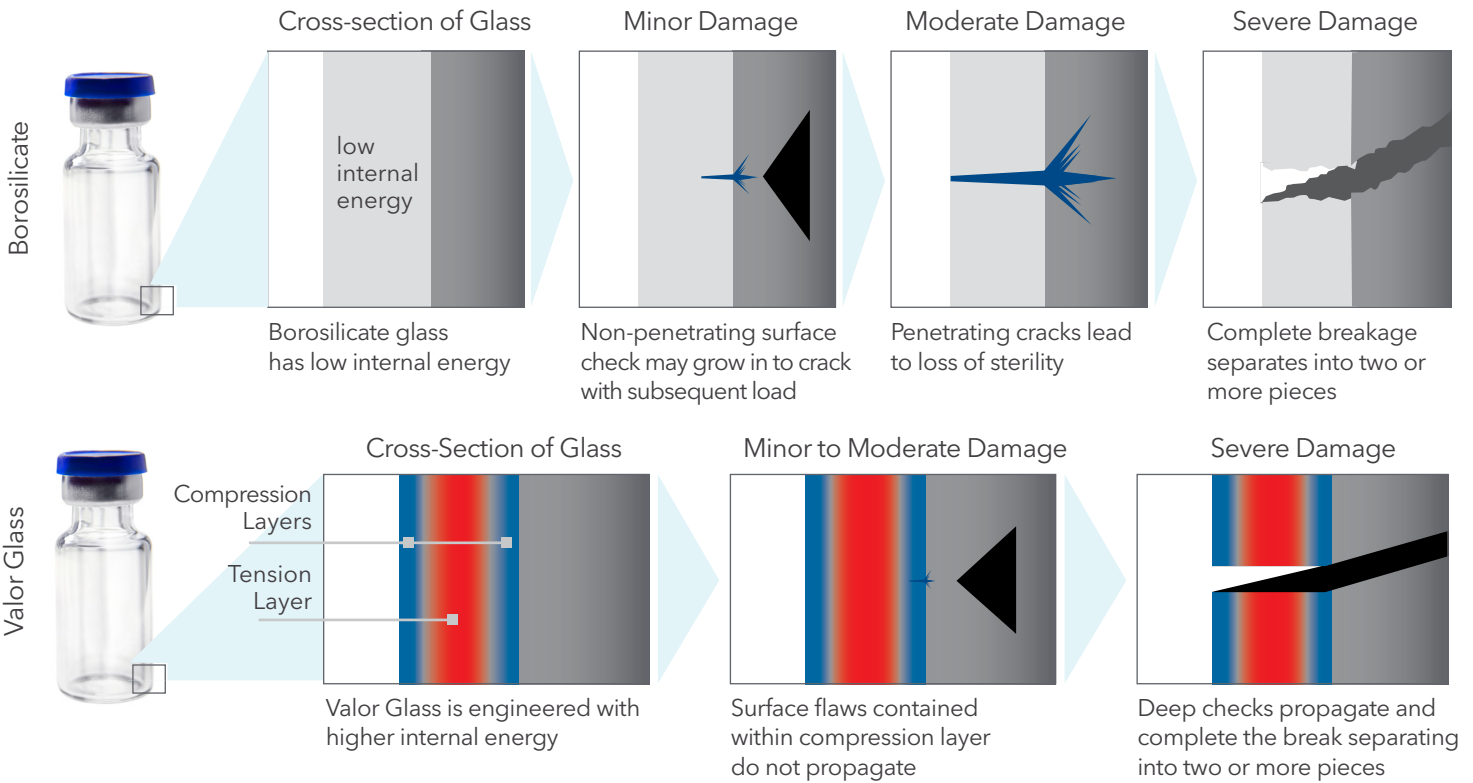 Borosilicate
Cross-section of Glass
Minor Damage
Moderate Damage
Severe Damage
low
internal
energy
Borosilicate glass
has low internal energy
Non-penetrating surface
check may grow in to crack
with subsequent load
Penetrating cracks lead
to loss of sterility
Complete breakage
separates into two or
more pieces
Valor Glass
Cross-Section of Glass
Minor to Moderate Damage
Severe Damage
Compression
Layers
Tension
Layer
Valor Glass is engineered with
higher internal energy
Surface flaws contained
within compression layer
do not propagate
Deep checks propagate and
complete the break separating
into two or more pieces